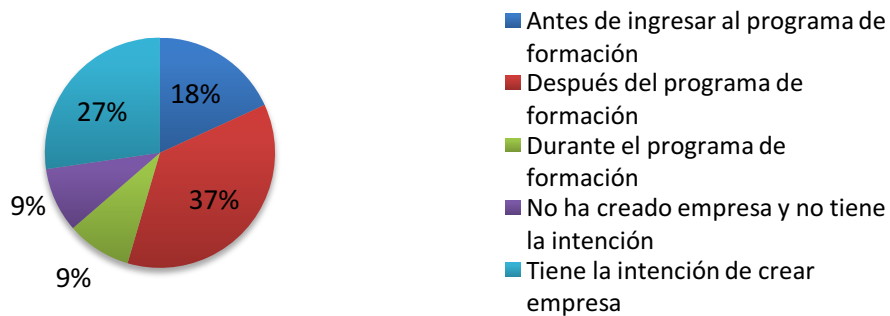 18%
37%
9%
9%
27%
Antes de ingresar al programa de
formación
Después del programa de
formación
Durante el programa de
formación
No ha creado empresa y no tiene
la intención
Tiene la intención de crear
empresa